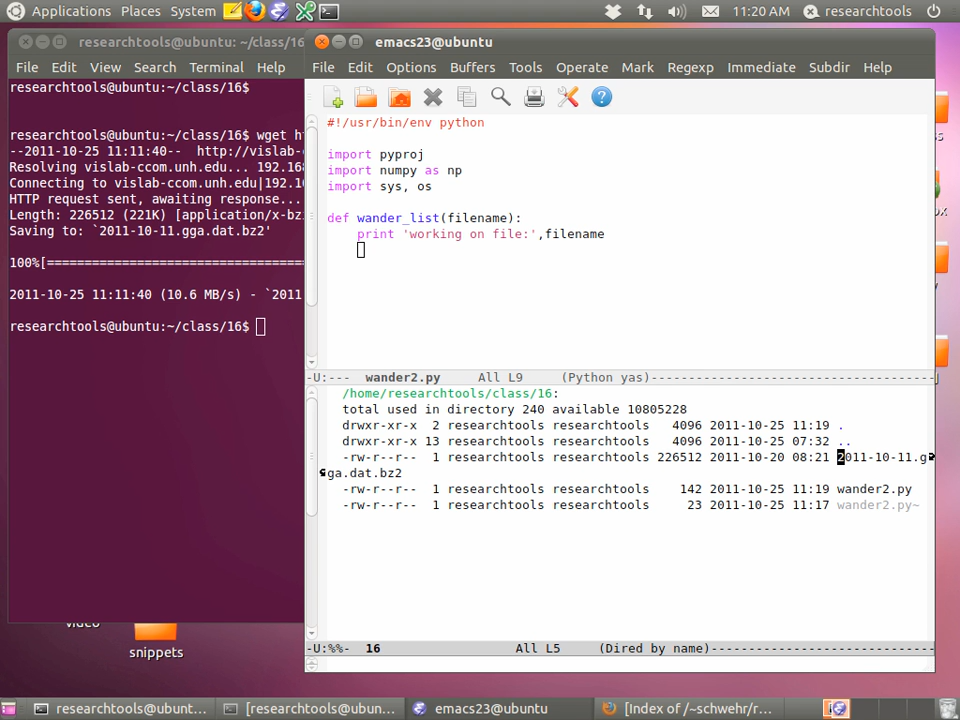 Applications Places System 11:20 AM researchtools
researchtools@ubuntu: ~/class/16
File Edit View Search Terminal Help
researchtools@ubuntu:~/class/16$
researchtools@ubuntu:~/class/16$ wget
--2011-10-25 11:11:40-- http://vislab-
Resolving vislab-ccom.unh.edu... 192.168
Connecting to vislab-ccom.unh.edu|192.16
HTTP request sent, awaiting response...
Length: 226512 (221K) [application/x-bz
Saving to: `2011-10-11.gga.dat.bz2'
100%[=======================================
2011-10-25 11:11:40 (10.6 MB/s) - `2011
researchtools@ubuntu:~/class/16$
emacs23@ubuntu
File Edit Options Buffers Tools Operate Mark Regexp Immediate Subdir Help
#!/usr/bin/env python
import pyproj
import numpy as np
import sys, os
def wander_list(filename):
print 'working on file:',filename
-U:--- wander2.py All L9 (Python yas)--------------------------------------
/home/researchtools/class/16:
total used in directory 240 available 10805228
drwxr-xr-x 2 researchtools researchtools 4096 2011-10-25 11:19 .
drwxr-xr-x 13 researchtools researchtools 4096 2011-10-25 07:32 ..
-rw-r--r-- 1 researchtools researchtools 226512 2011-10-20 08:21 2011-10-11.g
ga.dat.bz2
-rw-r--r-- 1 researchtools researchtools 142 2011-10-25 11:19 wander2.py
-rw-r--r-- 1 researchtools researchtools 23 2011-10-25 11:17 wander2.py~
-U:%%- 16 All L5 (Dired by name)------------------------------
snippets
researchtools@ubuntu: ~/... [researchtools@ubun... emacs23@ubuntu [Index of /~schwehr/r...